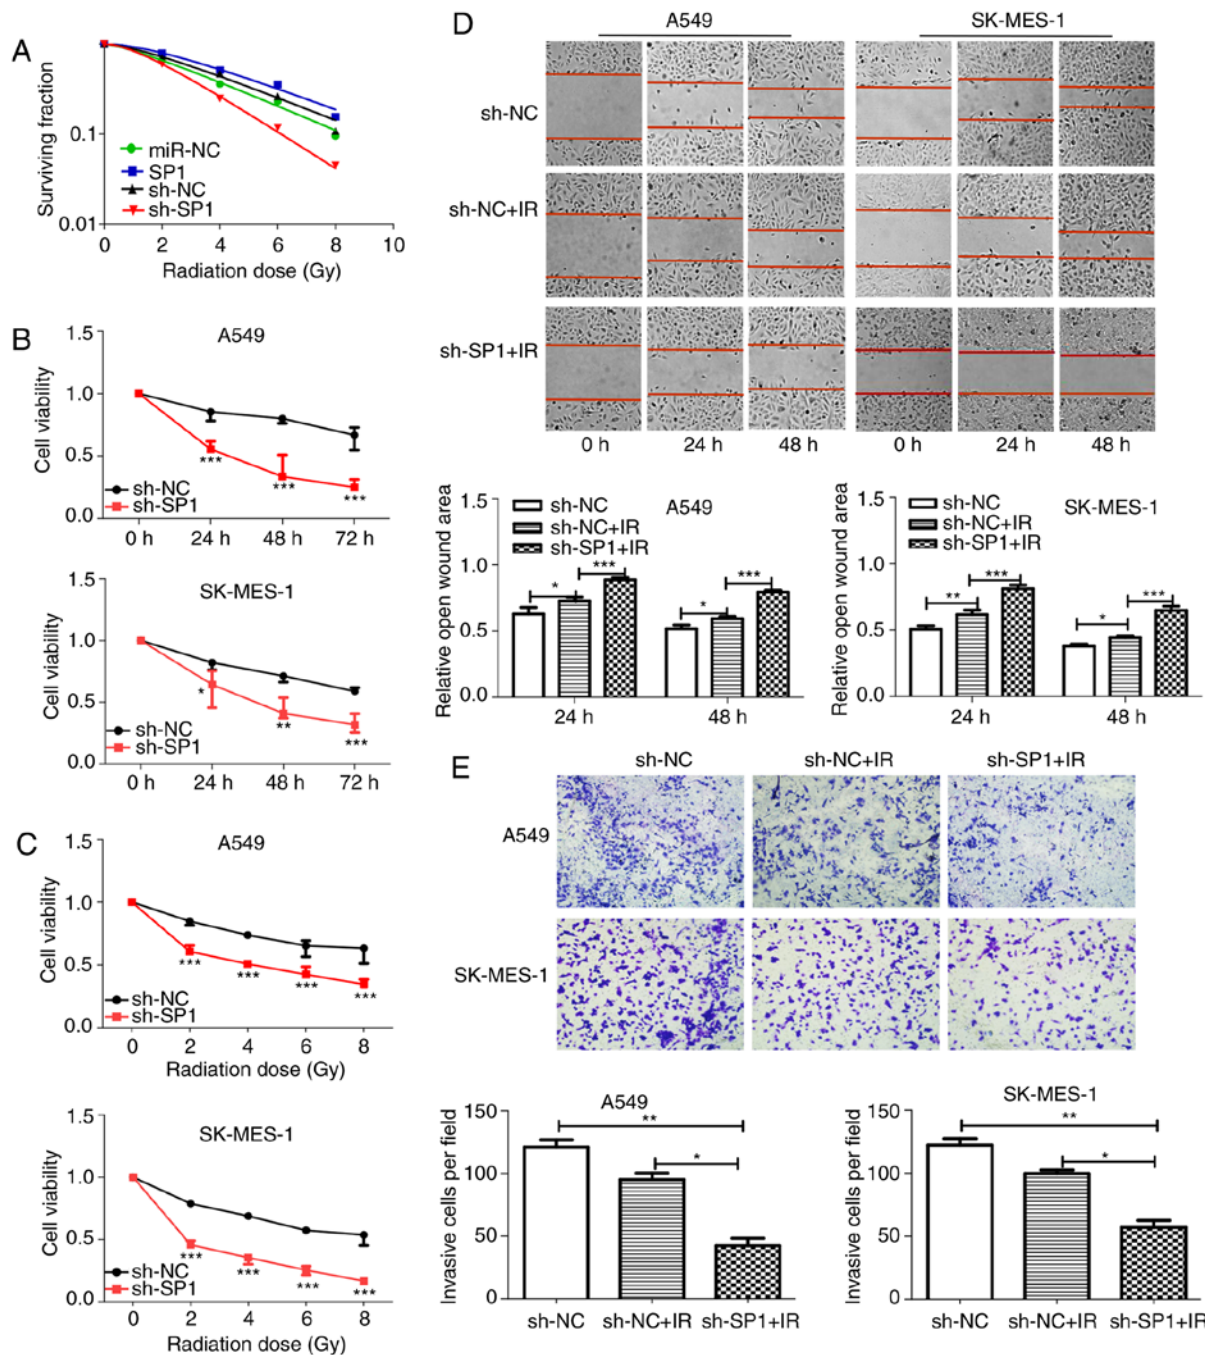 A
Surviving fraction
0.1
0.01
miR-NC
SP1
sh-NC
sh-SP1
0 2 4 6 8 10
Radiation dose (Gy)
B
A549
Cell viability
1.5
1.0
0.5
0.0
sh-NC
sh-SP1
*** *** ***
0 h 24 h 48 h 72 h
SK-MES-1
Cell viability
1.5
1.0
0.5
0.0
sh-NC
sh-SP1
* ** ***
0 h 24 h 48 h 72 h
C
A549
Cell viability
1.5
1.0
0.5
0.0
sh-NC
sh-SP1
*** *** *** ***
0 2 4 6 8
Radiation dose (Gy)
SK-MES-1
Cell viability
1.5
1.0
0.5
0.0
sh-NC
sh-SP1
*** *** *** ***
0 2 4 6 8
Radiation dose (Gy)
D
A549 SK-MES-1
sh-NC
sh-NC+IR
sh-SP1+IR
0 h 24 h 48 h 0 h 24 h 48 h
Relative open wound area
1.5
1.0
0.5
0.0
sh-NC
sh-NC+IR
sh-SP1+IR
A549
* *** * ***
24 h 48 h
Relative open wound area
1.5
1.0
0.5
0.0
sh-NC
sh-NC+IR
sh-SP1+IR
SK-MES-1
** *** * ***
24 h 48 h
E
sh-NC sh-NC+IR sh-SP1+IR
A549
SK-MES-1
A549
Invasive cells per field
150
100
50
0
**
*
sh-NC sh-NC+IR sh-SP1+IR
SK-MES-1
Invasive cells per field
150
100
50
0
**
*
sh-NC sh-NC+IR sh-SP1+IR